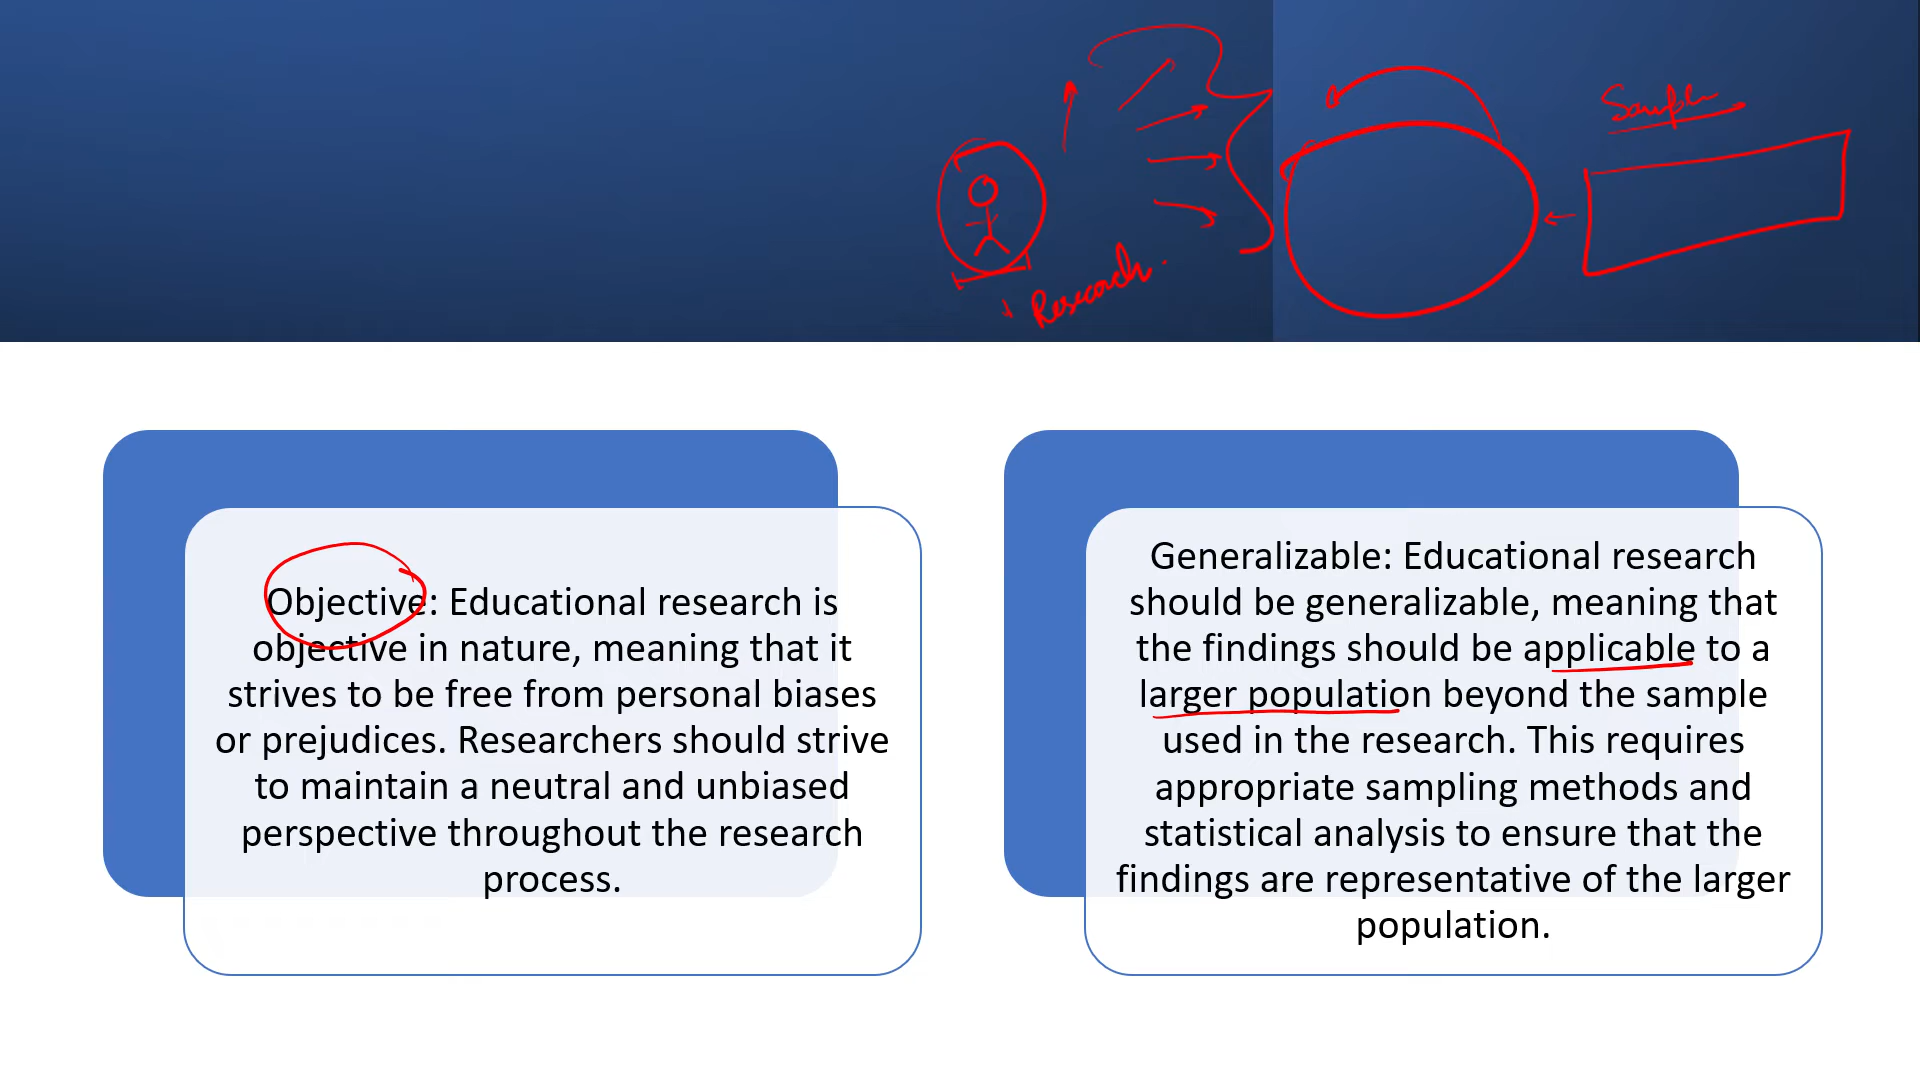 Sample
Research.
Objective: Educational research is
objective in nature, meaning that it
strives to be free from personal biases
or prejudices. Researchers should strive
to maintain a neutral and unbiased
perspective throughout the research
process.
Generalizable: Educational research
should be generalizable, meaning that
the findings should be applicable to a
larger population beyond the sample
used in the research. This requires
appropriate sampling methods and
statistical analysis to ensure that the
findings are representative of the larger
population.